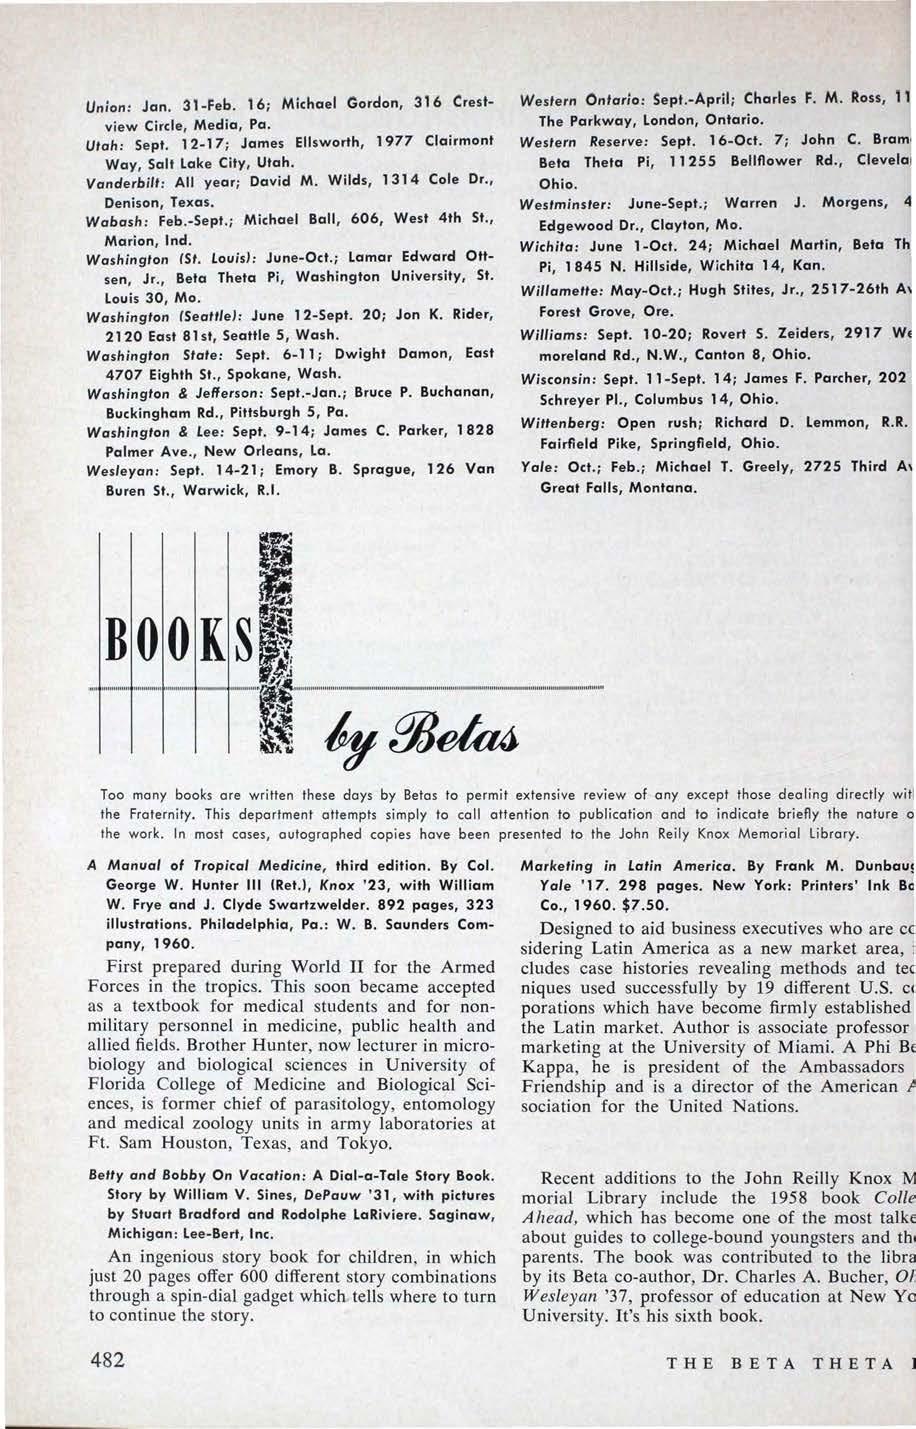 Union: Jan. 31-Feb. 16; Michael Gordon, 316 Crest-
view Circle, Media, Pa.
Utah: Sept. 12-17; James Ellsworth, 1977 Clairmont
Way, Salt Lake City, Utah.
Vanderbilt: All year; David M. Wilds, 1314 Cole Dr.,
Denison, Texas.
Wabash: Feb.-Sept.; Michael Ball, 606, West 4th St.,
Marion, Ind.
Washington (St. Louis): June-Oct.; Lamar Edward Ott-
sen, Jr., Beta Theta Pi, Washington University, St.
Louis 30, Mo.
Washington (Seattle): June 12-Sept. 20; Jon K. Rider,
2120 East 81st, Seattle 5, Wash.
Washington State: Sept. 6-11; Dwight Damon, East
4707 Eighth St., Spokane, Wash.
Washington & Jefferson: Sept.-Jan.; Bruce P. Buchanan,
Buckingham Rd., Pittsburgh 5, Pa.
Washington & Lee: Sept. 9-14; James C. Parker, 1828
Palmer Ave., New Orleans, La.
Wesleyan: Sept. 14-21; Emory B. Sprague, 126 Van
Buren St., Warwick, R.I.
Western Ontario: Sept.-April; Charles F. M. Ross, 11
The Parkway, London, Ontario.
Western Reserve: Sept. 16-Oct. 7; John C. Bram
Beta Theta Pi, 11255 Bellflower Rd., Clevela
Ohio.
Westminster: June-Sept.; Warren J. Morgens, 4
Edgewood Dr., Clayton, Mo.
Wichita: June 1-Oct. 24; Michael Martin, Beta Th
Pi, 1845 N. Hillside, Wichita 14, Kan.
Willamette: May-Oct.; Hugh Stites, Jr., 2517-26th A
Forest Grove, Ore.
Williams: Sept. 10-20; Rovert S. Zeiders, 2917 We
moreland Rd., N.W., Canton 8, Ohio.
Wisconsin: Sept. 11-Sept. 14; James F. Parcher, 202
Schreyer Pl., Columbus 14, Ohio.
Wittenberg: Open rush; Richard D. Lemmon, R.R.
Fairfield Pike, Springfield, Ohio.
Yale: Oct.; Feb.; Michael T. Greely, 2725 Third A
Great Falls, Montana.
BOOKS
by Betas
Too many books are written these days by Betas to permit extensive review of any except those dealing directly wit
the Fraternity. This department attempts simply to call attention to publication and to indicate briefly the nature o
the work. In most cases, autographed copies have been presented to the John Reily Knox Memorial Library.
A Manual of Tropical Medicine, third edition. By Col.
George W. Hunter III (Ret.), Knox '23, with William
W. Frye and J. Clyde Swartzwelder. 892 pages, 323
illustrations. Philadelphia, Pa.: W. B. Saunders Com-
pany, 1960.
First prepared during World II for the Armed
Forces in the tropics. This soon became accepted
as a textbook for medical students and for non-
military personnel in medicine, public health and
allied fields. Brother Hunter, now lecturer in micro-
biology and biological sciences in University of
Florida College of Medicine and Biological Sci-
ences, is former chief of parasitology, entomology
and medical zoology units in army laboratories at
Ft. Sam Houston, Texas, and Tokyo.
Betty and Bobby On Vacation: A Dial-a-Tale Story Book.
Story by William V. Sines, DePauw '31, with pictures
by Stuart Bradford and Rodolphe LaRiviere. Saginaw,
Michigan: Lee-Bert, Inc.
An ingenious story book for children, in which
just 20 pages offer 600 different story combinations
through a spin-dial gadget which tells where to turn
to continue the story.
Marketing in Latin America. By Frank M. Dunbau
Yale '17. 298 pages. New York: Printers' Ink Bo
Co., 1960. $7.50.
Designed to aid business executives who are co
sidering Latin America as a new market area,
cludes case histories revealing methods and tec
niques used successfully by 19 different U.S. co
porations which have become firmly established
the Latin market. Author is associate professor
marketing at the University of Miami. A Phi Be
Kappa, he is president of the Ambassadors
Friendship and is a director of the American A
sociation for the United Nations.
Recent additions to the John Reilly Knox M
morial Library include the 1958 book Colle
Ahead, which has become one of the most talke
about guides to college-bound youngsters and the
parents. The book was contributed to the libra
by its Beta co-author, Dr. Charles A. Bucher, Oh
Wesleyan '37, professor of education at New Yo
University. It's his sixth book.
482
THE BETA THETA